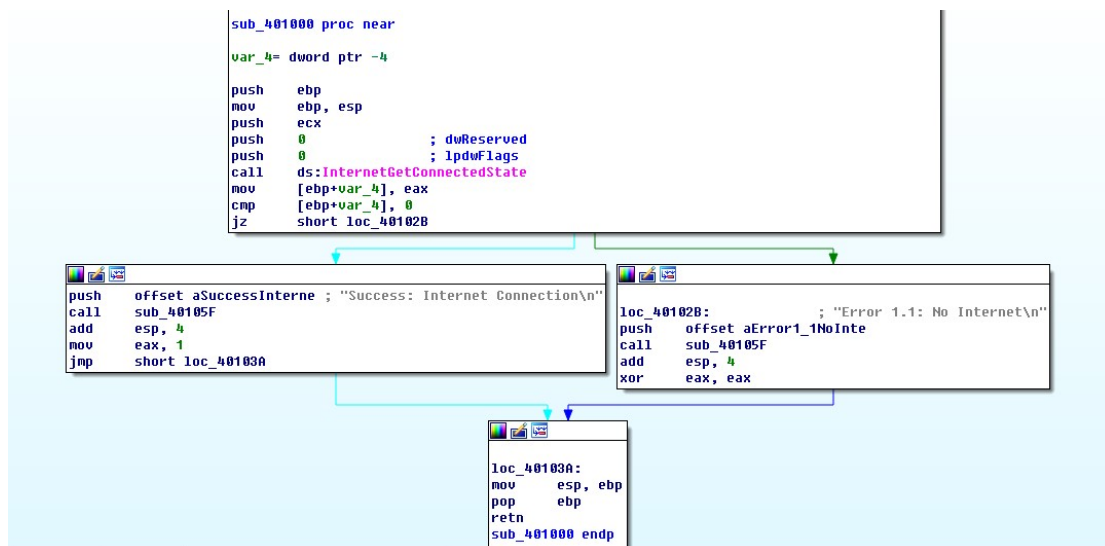 sub_401000 proc near
var_4= dword ptr -4
push ebp
mov ebp, esp
push ecx
push 0 ; dwReserved
push 0 ; lpdwFlags
call ds:InternetGetConnectedState
mov [ebp+var_4], eax
cmp [ebp+var_4], 0
jz short loc_40102B
push offset aSuccessInterne ; "Success: Internet Connection\n"
call sub_40105F
add esp, 4
mov eax, 1
jmp short loc_40103A
loc_40102B: ; "Error 1.1: No Internet\n"
push offset aError1_1NoInte
call sub_40105F
add esp, 4
xor eax, eax
loc_40103A:
mov esp, ebp
pop ebp
retn
sub_401000 endp